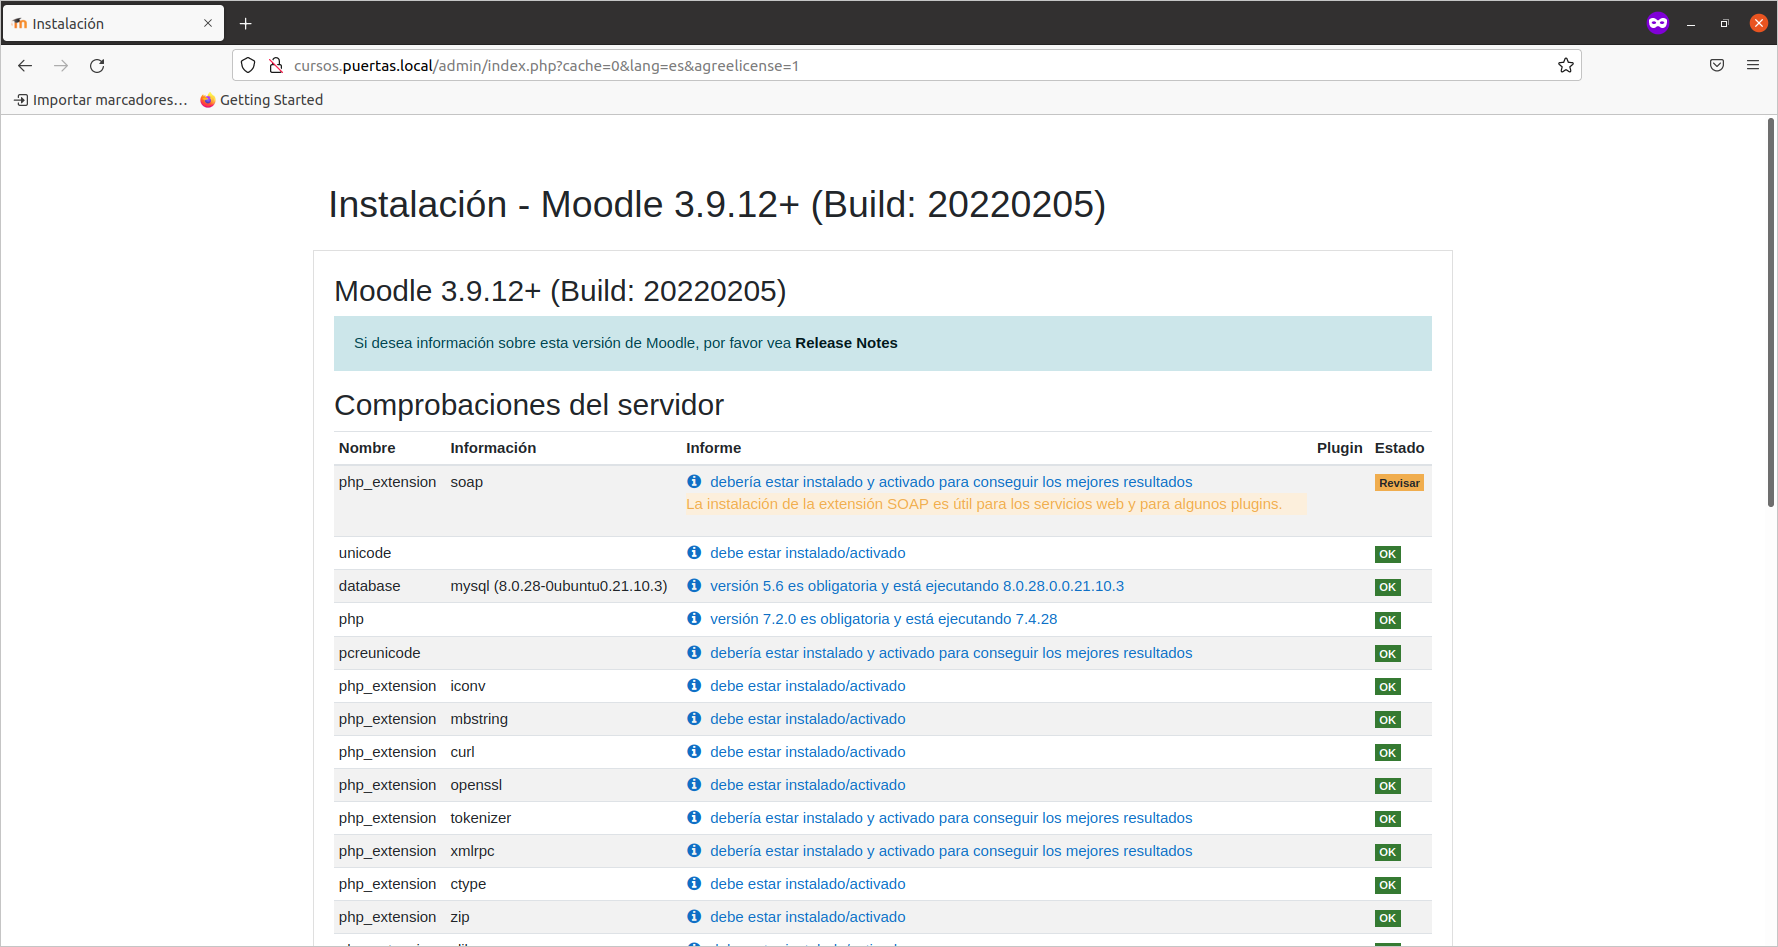 Instalación
cursos.puertas.local/admin/index.php?cache=0&lang=es&agreelicense=1
Importar marcadores... Getting Started
Instalación - Moodle 3.9.12+ (Build: 20220205)
Moodle 3.9.12+ (Build: 20220205)
Si desea información sobre esta versión de Moodle, por favor vea Release Notes
Comprobaciones del servidor
Nombre Información Informe Plugin Estado
php_extension soap debería estar instalado y activado para conseguir los mejores resultados Revisar
La instalación de la extensión SOAP es útil para los servicios web y para algunos plugins.
unicode debe estar instalado/activado OK
database mysql (8.0.28-0ubuntu0.21.10.3) versión 5.6 es obligatoria y está ejecutando 8.0.28.0.0.21.10.3 OK
php versión 7.2.0 es obligatoria y está ejecutando 7.4.28 OK
pcreunicode debería estar instalado y activado para conseguir los mejores resultados OK
php_extension iconv debe estar instalado/activado OK
php_extension mbstring debe estar instalado/activado OK
php_extension curl debe estar instalado/activado OK
php_extension openssl debe estar instalado/activado OK
php_extension tokenizer debería estar instalado y activado para conseguir los mejores resultados OK
php_extension xmlrpc debería estar instalado y activado para conseguir los mejores resultados OK
php_extension ctype debe estar instalado/activado OK
php_extension zip debe estar instalado/activado OK